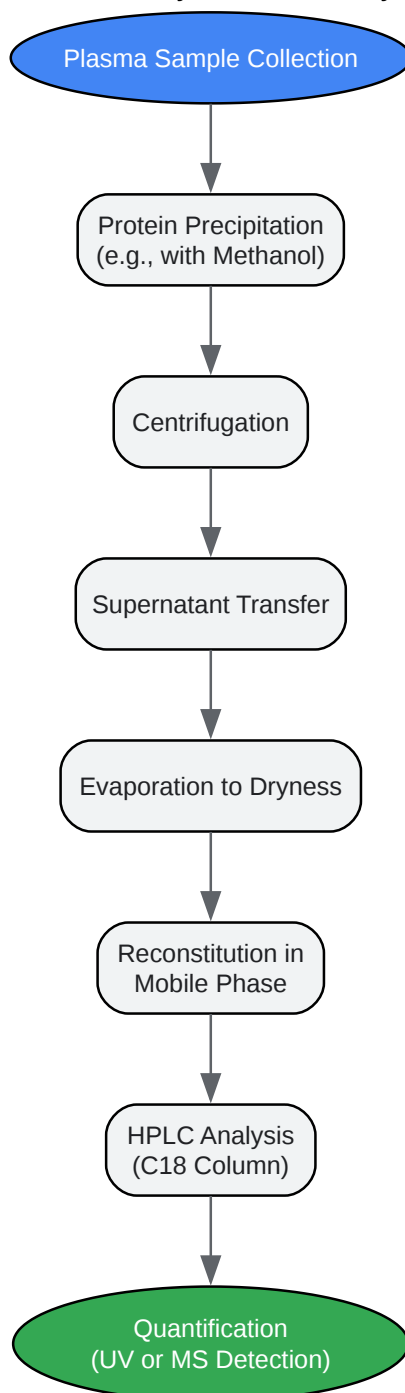 Plasma Sample Collection
Protein Precipitation
(e.g., with Methanol)
Centrifugation
Supernatant Transfer
Evaporation to Dryness
Reconstitution in
Mobile Phase
HPLC Analysis
(C18 Column)
Quantification
(UV or MS Detection)